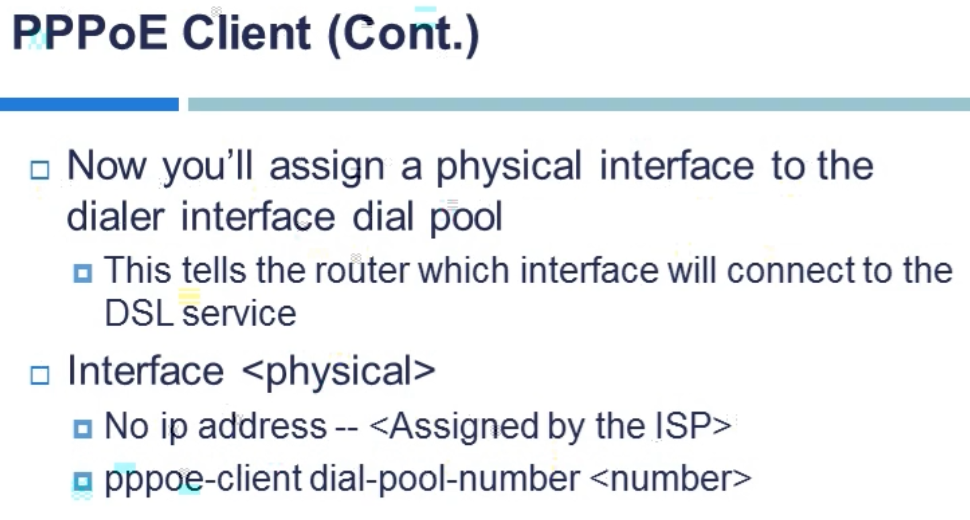 PPPoE Client (Cont.)
Now you'll assign a physical interface to the
dialer interface dial pool
This tells the router which interface will connect to the
DSL service
Interface <physical>
No ip address -- <Assigned by the ISP>
pppoe-client dial-pool-number <number>